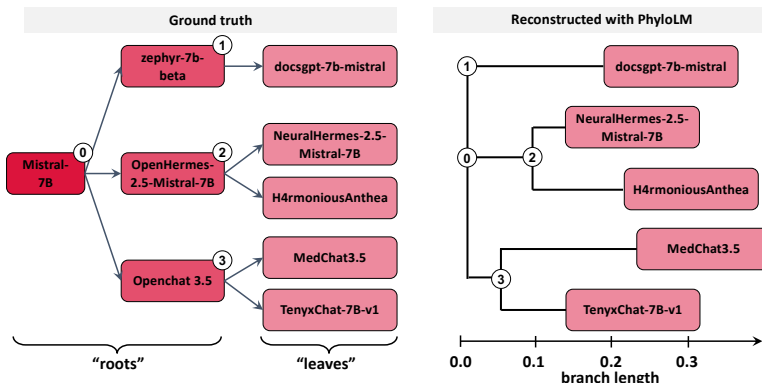 Ground truth
Mistral-
7B
0
zephyr-7b-
beta
1
docsgpt-7b-mistral
OpenHermes-
2.5-Mistral-7B
2
NeuralHermes-2.5-
Mistral-7B
H4rmoniousAnthea
Openchat 3.5
3
MedChat3.5
TenyxChat-7B-v1
“roots”
“leaves”
Reconstructed with PhyloLM
1
docsgpt-7b-mistral
0
2
NeuralHermes-2.5-
Mistral-7B
H4rmoniousAnthea
3
MedChat3.5
TenyxChat-7B-v1
0.0
0.1
0.2
0.3
branch length